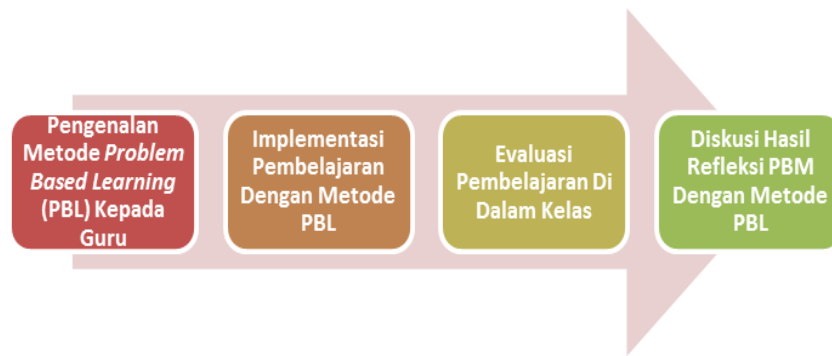 Pengenalan
Metode Problem
Based Learning
(PBL) Kepada
Guru
Implementasi
Pembelajaran
Dengan Metode
PBL
Evaluasi
Pembelajaran Di
Dalam Kelas
Diskusi Hasil
Refleksi PBM
Dengan Metode
PBL